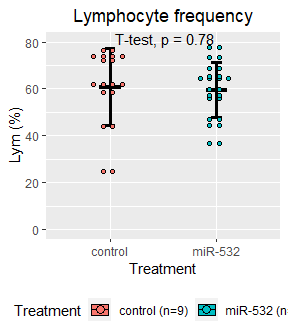 Lymphocyte frequency
T-test, p = 0.78
80
60
40
20
0
Lym (%)
control miR-532
Treatment
Treatment control (n=9) miR-532 (n